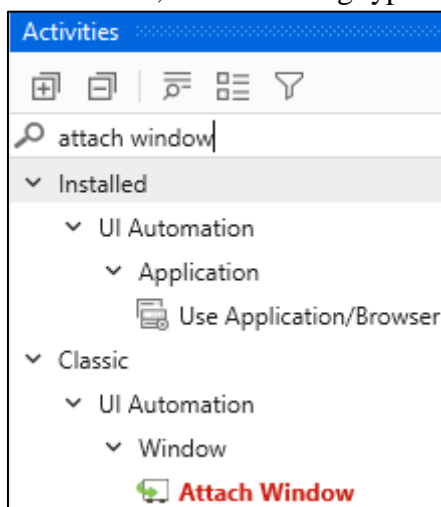 Activities
attach window
Installed
UI Automation
Application
Use Application/Browser
Classic
UI Automation
Window
Attach Window